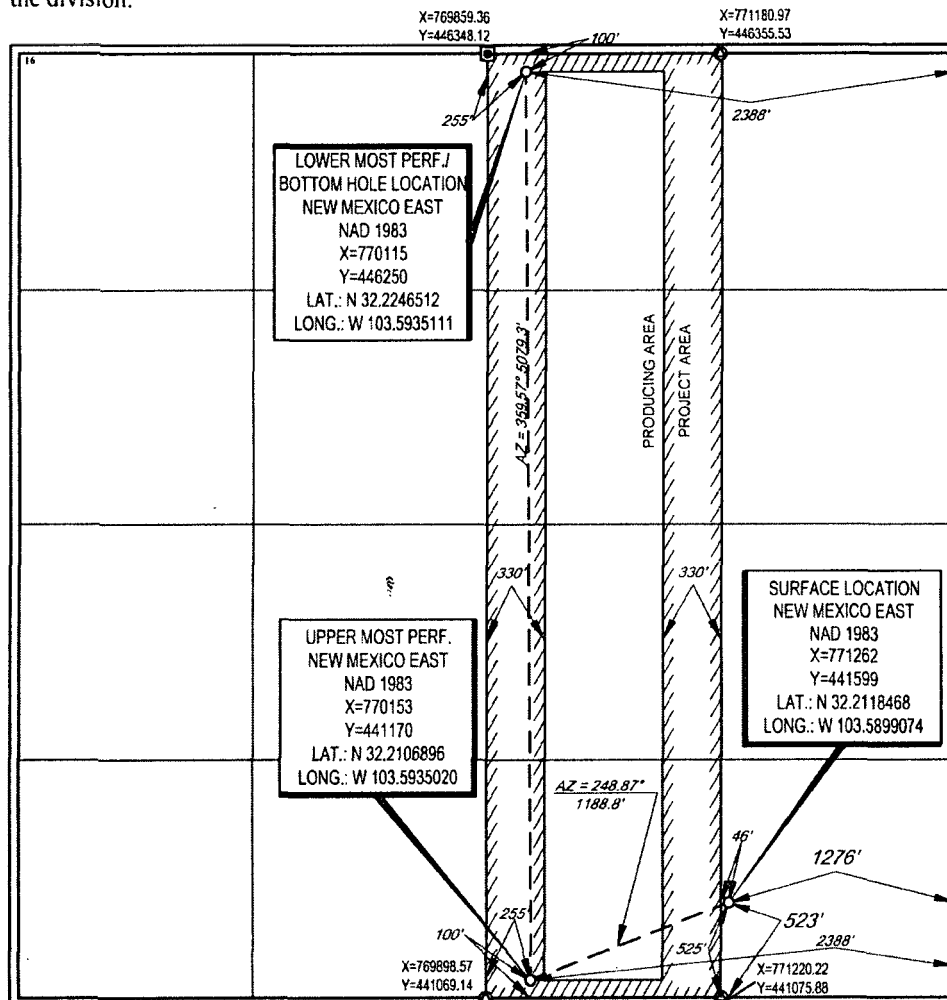 the division.
X=769859.36
Y=446348.12
X=771180.97
Y=446355.53
100'
16
255'
2388'
LOWER MOST PERF./
BOTTOM HOLE LOCATION
NEW MEXICO EAST
NAD 1983
X=770115
Y=446250
LAT.: N 32.2246512
LONG.: W 103.5935111
AZ = 359.57° 5079.3'
PRODUCING AREA
PROJECT AREA
330'
330'
SURFACE LOCATION
NEW MEXICO EAST
NAD 1983
X=771262
Y=441599
LAT.: N 32.2118468
LONG.: W 103.5899074
UPPER MOST PERF.
NEW MEXICO EAST
NAD 1983
X=770153
Y=441170
LAT.: N 32.2106896
LONG.: W 103.5935020
AZ = 248.87°
1188.8'
46'
1276'
255'
523'
100'
525'
2388'
X=769898.57
Y=441069.14
X=771220.22
Y=441075.88